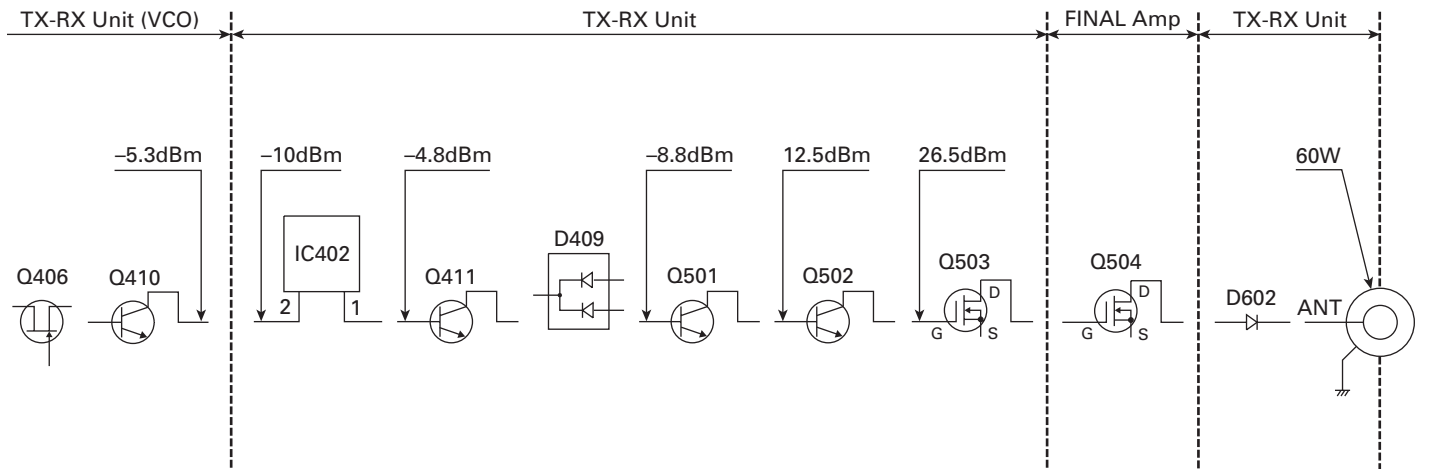 TX-RX Unit (VCO)
TX-RX Unit
FINAL Amp
TX-RX Unit
–5.3dBm
–10dBm
–4.8dBm
–8.8dBm
12.5dBm
26.5dBm
60W
Q406
Q410
IC402
2
1
Q411
D409
Q501
Q502
Q503
D
G
S
Q504
D
G
S
D602
ANT